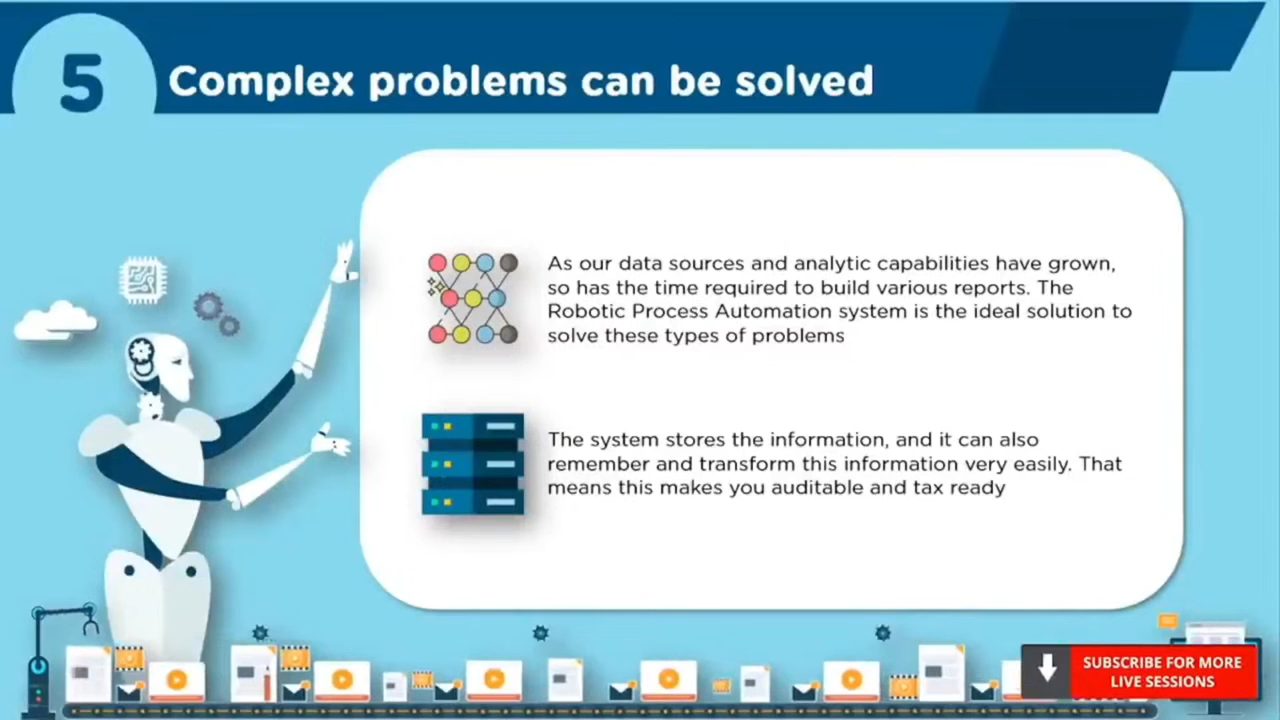 5
Complex problems can be solved
As our data sources and analytic capabilities have grown,
so has the time required to build various reports. The
Robotic Process Automation system is the ideal solution to
solve these types of problems
The system stores the information, and it can also
remember and transform this information very easily. That
means this makes you auditable and tax ready
SUBSCRIBE FOR MORE
LIVE SESSIONS